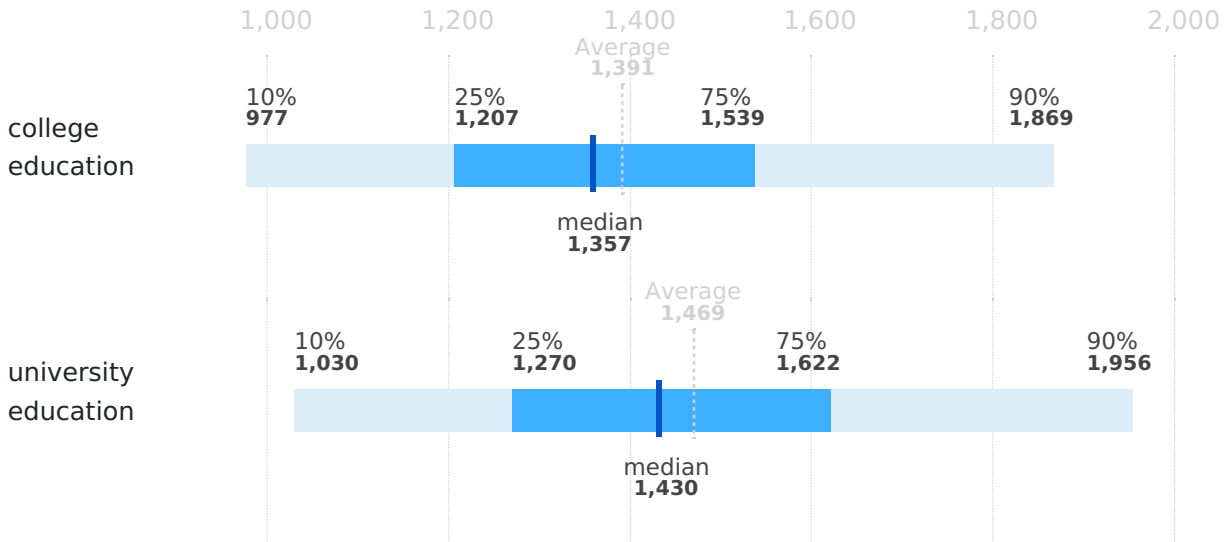 1,000 1,200 1,400 1,600 1,800 2,000
Average
1,391
10% 25% 75% 90%
977 1,207 1,539 1,869
college
education
median
1,357
Average
1,469
10% 25% 75% 90%
1,030 1,270 1,622 1,956
university
education
median
1,430